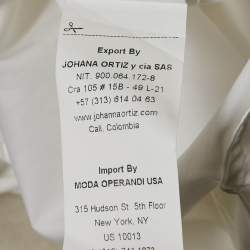 Export By
JOHANA ORTIZ y cia SAS
NIT. 900.064.172-8
Cra 105 # 15B - 49 L-21
+57 (313) 614 04 63
www.johannaortiz.com
Cali, Colombia
Import By
MODA OPERANDI USA
315 Hudson St. 5th Floor
New York, NY
US 10013